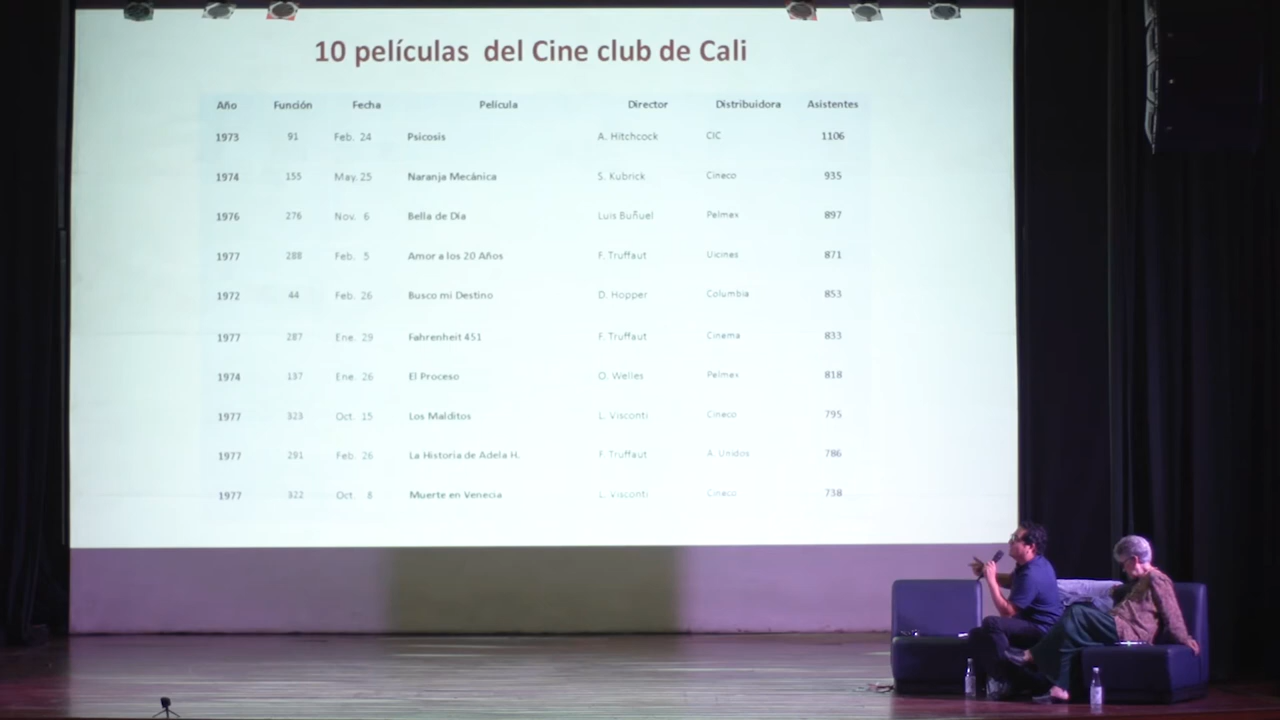 10 películas del Cine club de Cali
Año Función Fecha Película Director Distribuidora Asistentes
1973 91 Feb. 24 Psicosis A. Hitchcock CIC 1106
1974 155 May. 25 Naranja Mecánica S. Kubrick Cineco 935
1976 276 Nov. 6 Bella de Día Luis Buñuel Pelmex 897
1977 288 Feb. 5 Amor a los 20 Años F. Truffaut Uicines 871
1972 44 Feb. 26 Busco mi Destino D. Hopper Columbia 853
1977 287 Ene. 29 Fahrenheit 451 F. Truffaut Cinema 833
1974 137 Ene. 26 El Proceso O. Welles Pelmex 818
1977 323 Oct. 15 Los Malditos L. Visconti Cineco 795
1977 291 Feb. 26 La Historia de Adela H. F. Truffaut A. Unidos 786
1977 322 Oct. 8 Muerte en Venecia L. Visconti Cineco 738